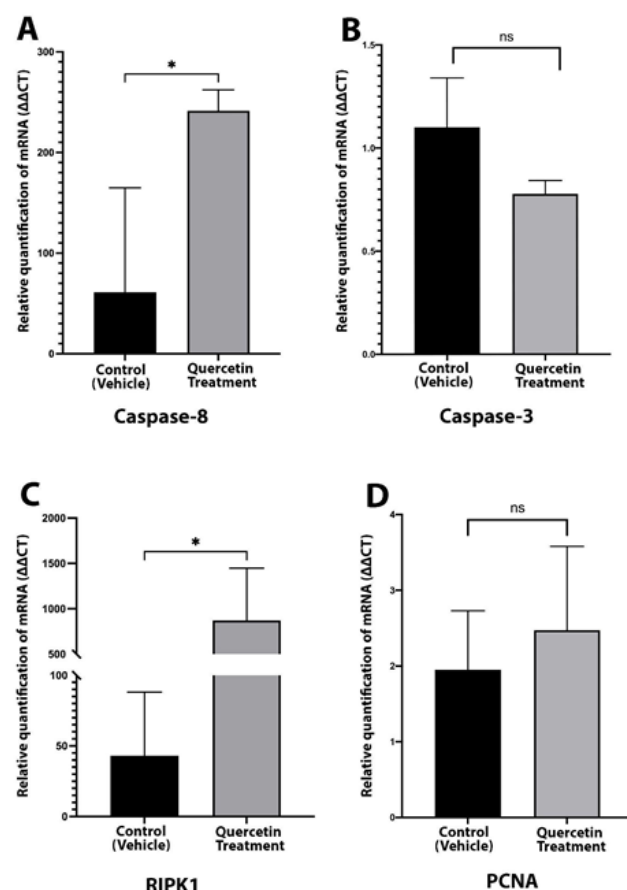 A
Relative quantification of mRNA (ΔΔCT)
300
200
100
0
*
Control
(Vehicle)
Quercetin
Treatment
Caspase-8
B
Relative quantification of mRNA (ΔΔCT)
1.5
1.0
0.5
0.0
ns
Control
(Vehicle)
Quercetin
Treatment
Caspase-3
C
Relative quantification of mRNA (ΔΔCT)
2000
1500
1000
500
100
50
0
*
Control
(Vehicle)
Quercetin
Treatment
RIPK1
D
Relative quantification of mRNA (ΔΔCT)
4
3
2
1
0
ns
Control
(Vehicle)
Quercetin
Treatment
PCNA